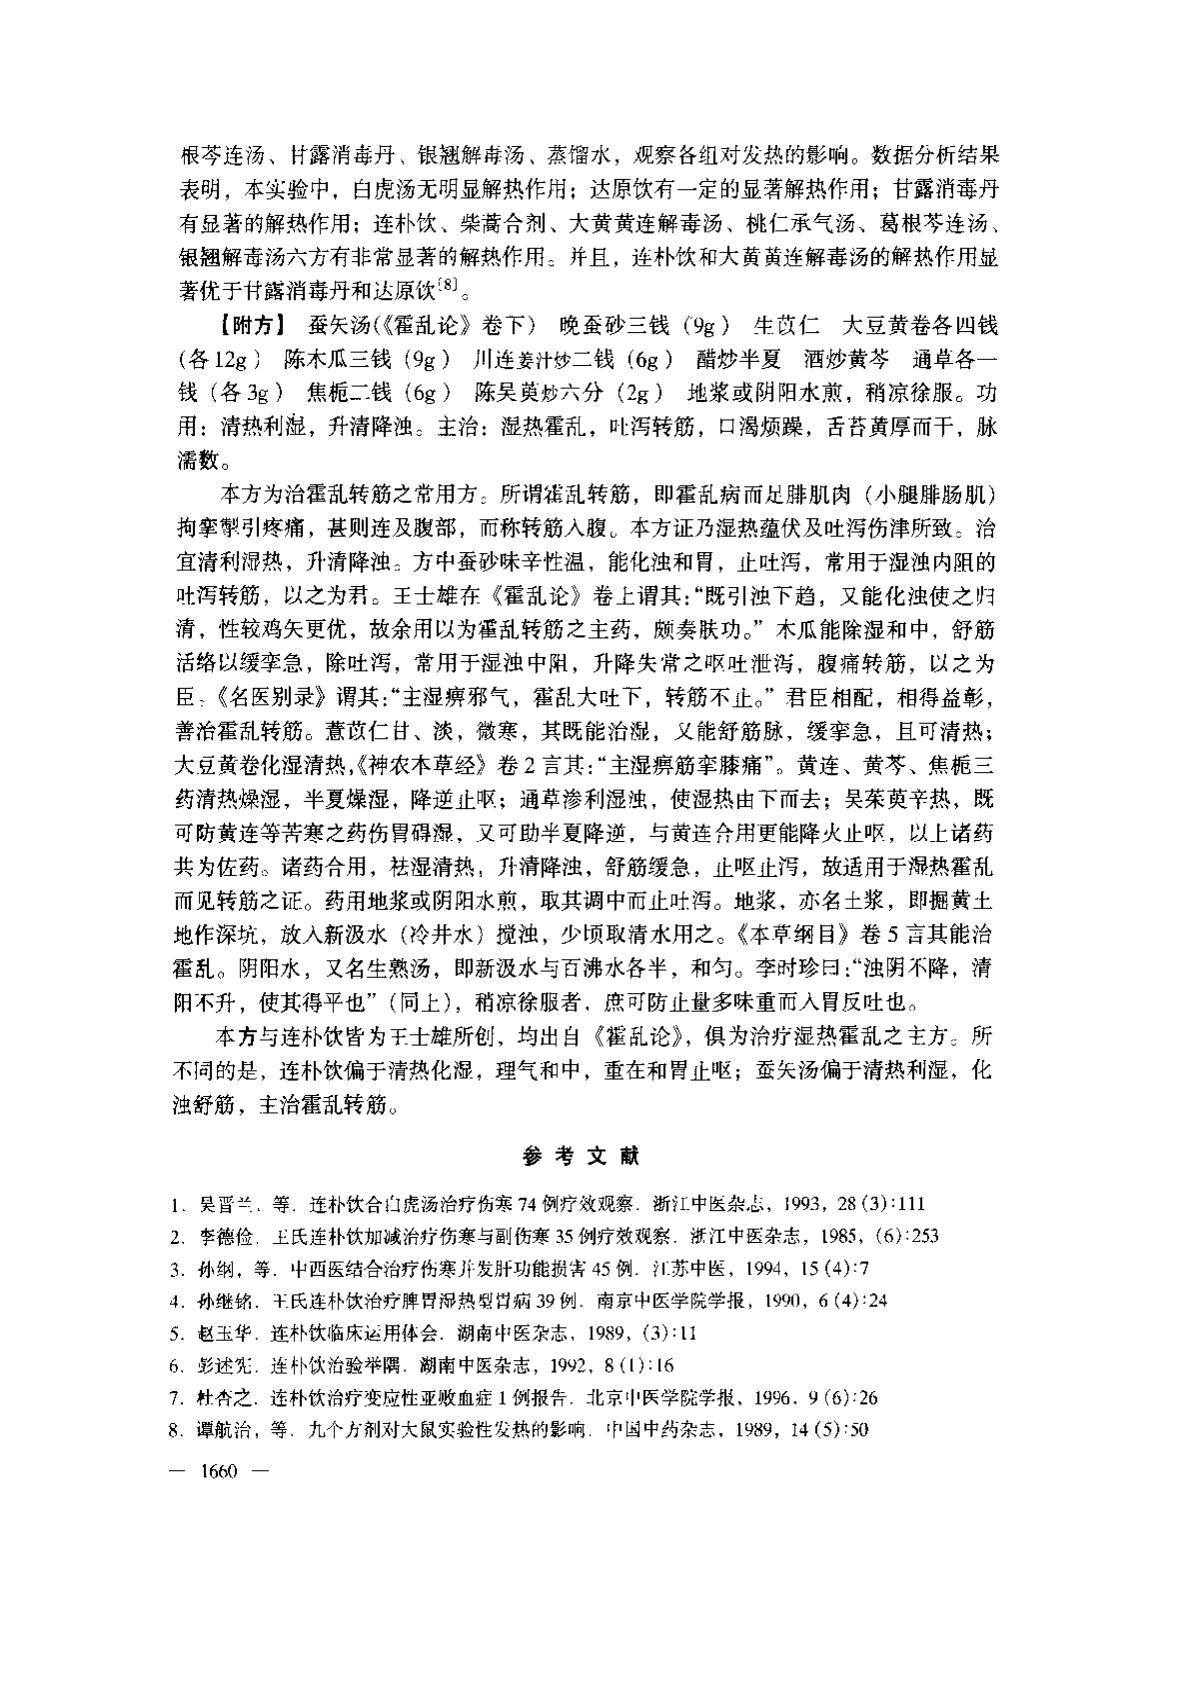 根芩连汤、甘露消毒丹、银翘解毒汤、蒸馏水，观察各组对发热的影响。数据分析结果
表明，本实验中，白虎汤无明显解热作用；达原饮有一定的显著解热作用；甘露消毒丹
有显著的解热作用；连朴饮、柴蒿合剂、大黄黄连解毒汤、桃仁承气汤、葛根芩连汤、
银翘解毒汤六方有非常显著的解热作用。并且，连朴饮和大黄黄连解毒汤的解热作用显
著优于甘露消毒丹和达原饮[8]。
【附方】 蚕矢汤(《霍乱论》卷下） 晚蚕砂三钱（9g） 生苡仁 大豆黄卷各四钱
(各12g） 陈木瓜三钱（9g） 川连姜汁炒二钱（6g） 醋炒半夏 酒炒黄芩 通草各一
钱（各3g） 焦栀二钱（6g） 陈吴萸炒六分（2g） 地浆或阴阳水煎，稍凉徐服。功
用：清热利湿，升清降浊。主治：湿热霍乱，吐泻转筋，口渴烦躁，舌苔黄厚而干，脉
濡数。
本方为治霍乱转筋之常用方。所谓霍乱转筋，即霍乱病而足腓肌肉（小腿腓肠肌）
拘挛掣引疼痛，甚则连及腹部，而称转筋入腹。本方证乃湿热蕴伏及吐泻伤津所致。治
宜清利湿热，升清降浊。方中蚕砂味辛性温，能化浊和胃，止吐泻，常用于湿浊内阻的
吐泻转筋，以之为君。王士雄在《霍乱论》卷上谓其：“既引浊下趋，又能化浊使之归
清，性较鸡矢更优，故余用以为霍乱转筋之主药，颇奏肤功。”木瓜能除湿和中，舒筋
活络以缓挛急，除吐泻，常用于湿浊中阻，升降失常之呕吐泄泻，腹痛转筋，以之为
臣。《名医别录》谓其：“主湿痹邪气，霍乱大吐下，转筋不止。”君臣相配，相得益彰，
善治霍乱转筋。薏苡仁甘、淡，微寒，其既能治湿，又能舒筋脉，缓挛急，且可清热；
大豆黄卷化湿清热，《神农本草经》卷2言其：“主湿痹筋挛膝痛”。黄连、黄芩、焦栀三
药清热燥湿，半夏燥湿，降逆止呕；通草渗利湿浊，使湿热由下而去；吴茱萸辛热，既
可防黄连等苦寒之药伤胃碍湿，又可助半夏降逆，与黄连合用更能降火止呕，以上诸药
共为佐药。诸药合用，祛湿清热，升清降浊，舒筋缓急，止呕止泻，故适用于湿热霍乱
而见转筋之证。药用地浆或阴阳水煎，取其调中而止吐泻。地浆，亦名土浆，即掘黄土
地作深坑，放入新汲水（冷井水）搅浊，少顷取清水用之。《本草纲目》卷5言其能治
霍乱。阴阳水，又名生熟汤，即新汲水与百沸水各半，和匀。李时珍曰：“浊阴不降，清
阳不升，使其得平也”（同上），稍凉徐服者，庶可防止量多味重而入胃反吐也。
本方与连朴饮皆为王士雄所创，均出自《霍乱论》，俱为治疗湿热霍乱之主方。所
不同的是，连朴饮偏于清热化湿，理气和中，重在和胃止呕；蚕矢汤偏于清热利湿，化
浊舒筋，主治霍乱转筋。
参 考 文 献
1. 吴晋兰，等．连朴饮合白虎汤治疗伤寒74例疗效观察．浙江中医杂志，1993，28(3):111
2. 李德俭．王氏连朴饮加减治疗伤寒与副伤寒35例疗效观察．浙江中医杂志，1985，(6):253
3. 孙纲，等．中西医结合治疗伤寒并发肝功能损害45例．江苏中医，1994，15(4):7
4. 孙继铭．王氏连朴饮治疗脾胃湿热型胃病39例．南京中医学院学报，1990，6(4):24
5. 赵玉华．连朴饮临床运用体会．湖南中医杂志，1989，(3):11
6. 彭述宪．连朴饮治验举隅．湖南中医杂志，1992，8(1):16
7. 杜杏之．连朴饮治疗变应性亚败血症1例报告．北京中医学院学报，1996．9(6):26
8. 谭航治，等．九个方剂对大鼠实验性发热的影响．中国中药杂志，1989，14(5):50
— 1660 —